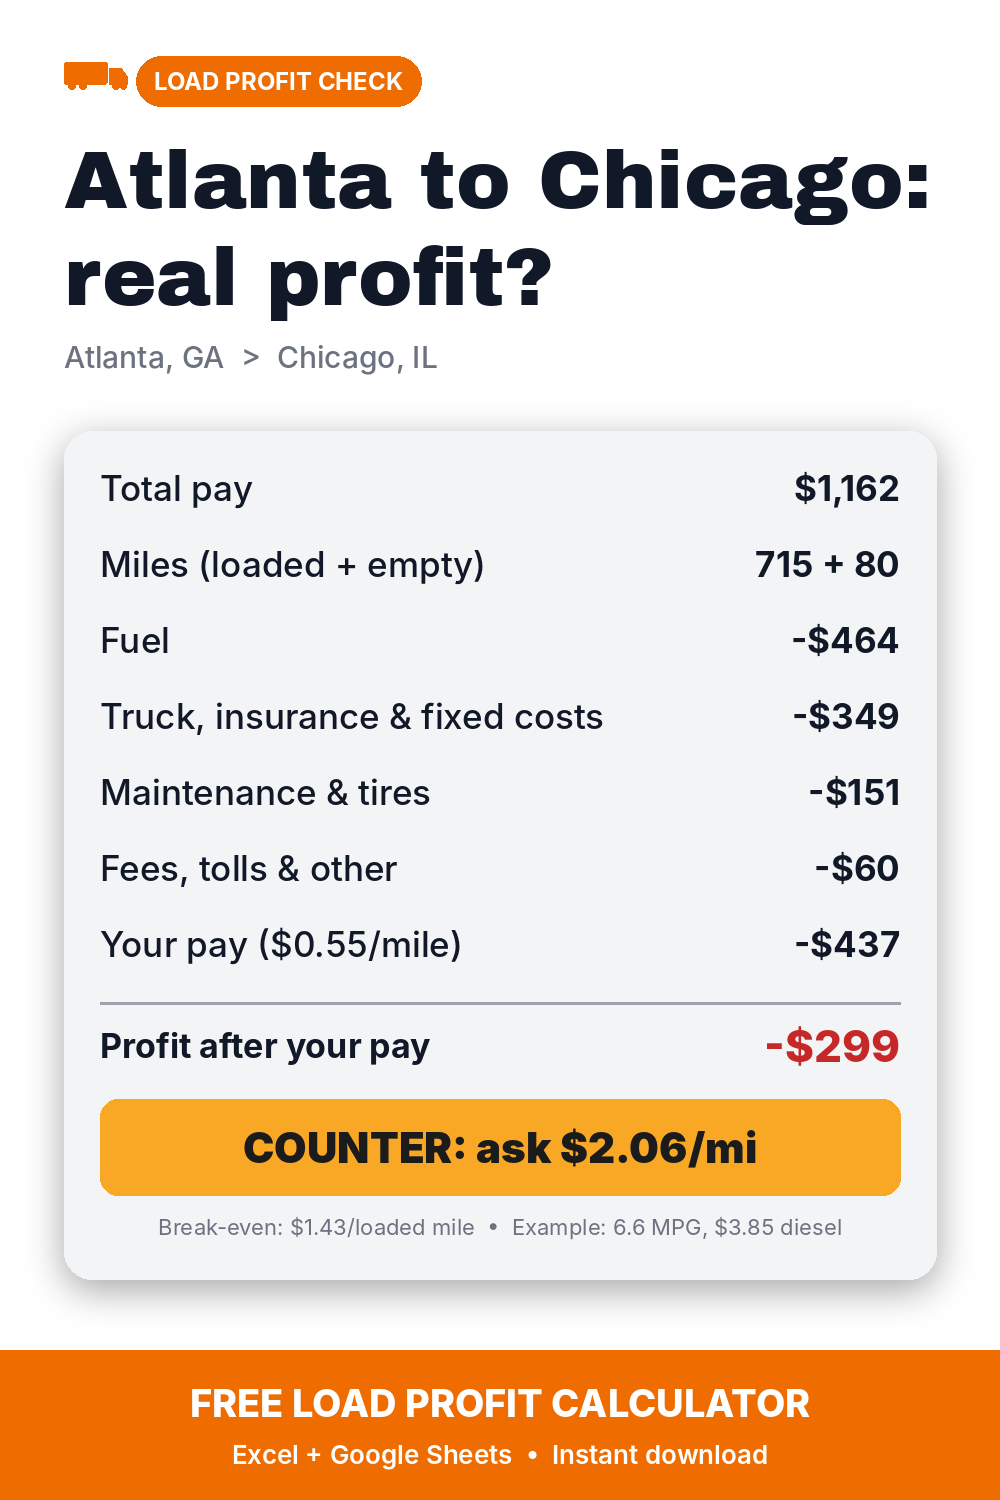 LOAD PROFIT CHECK
Atlanta to Chicago:
real profit?
Atlanta, GA > Chicago, IL
Total pay $1,162
Miles (loaded + empty) 715 + 80
Fuel -$464
Truck, insurance & fixed costs -$349
Maintenance & tires -$151
Fees, tolls & other -$60
Your pay ($0.55/mile) -$437
Profit after your pay -$299
COUNTER: ask $2.06/mi
Break-even: $1.43/loaded mile • Example: 6.6 MPG, $3.85 diesel
FREE LOAD PROFIT CALCULATOR
Excel + Google Sheets • Instant download